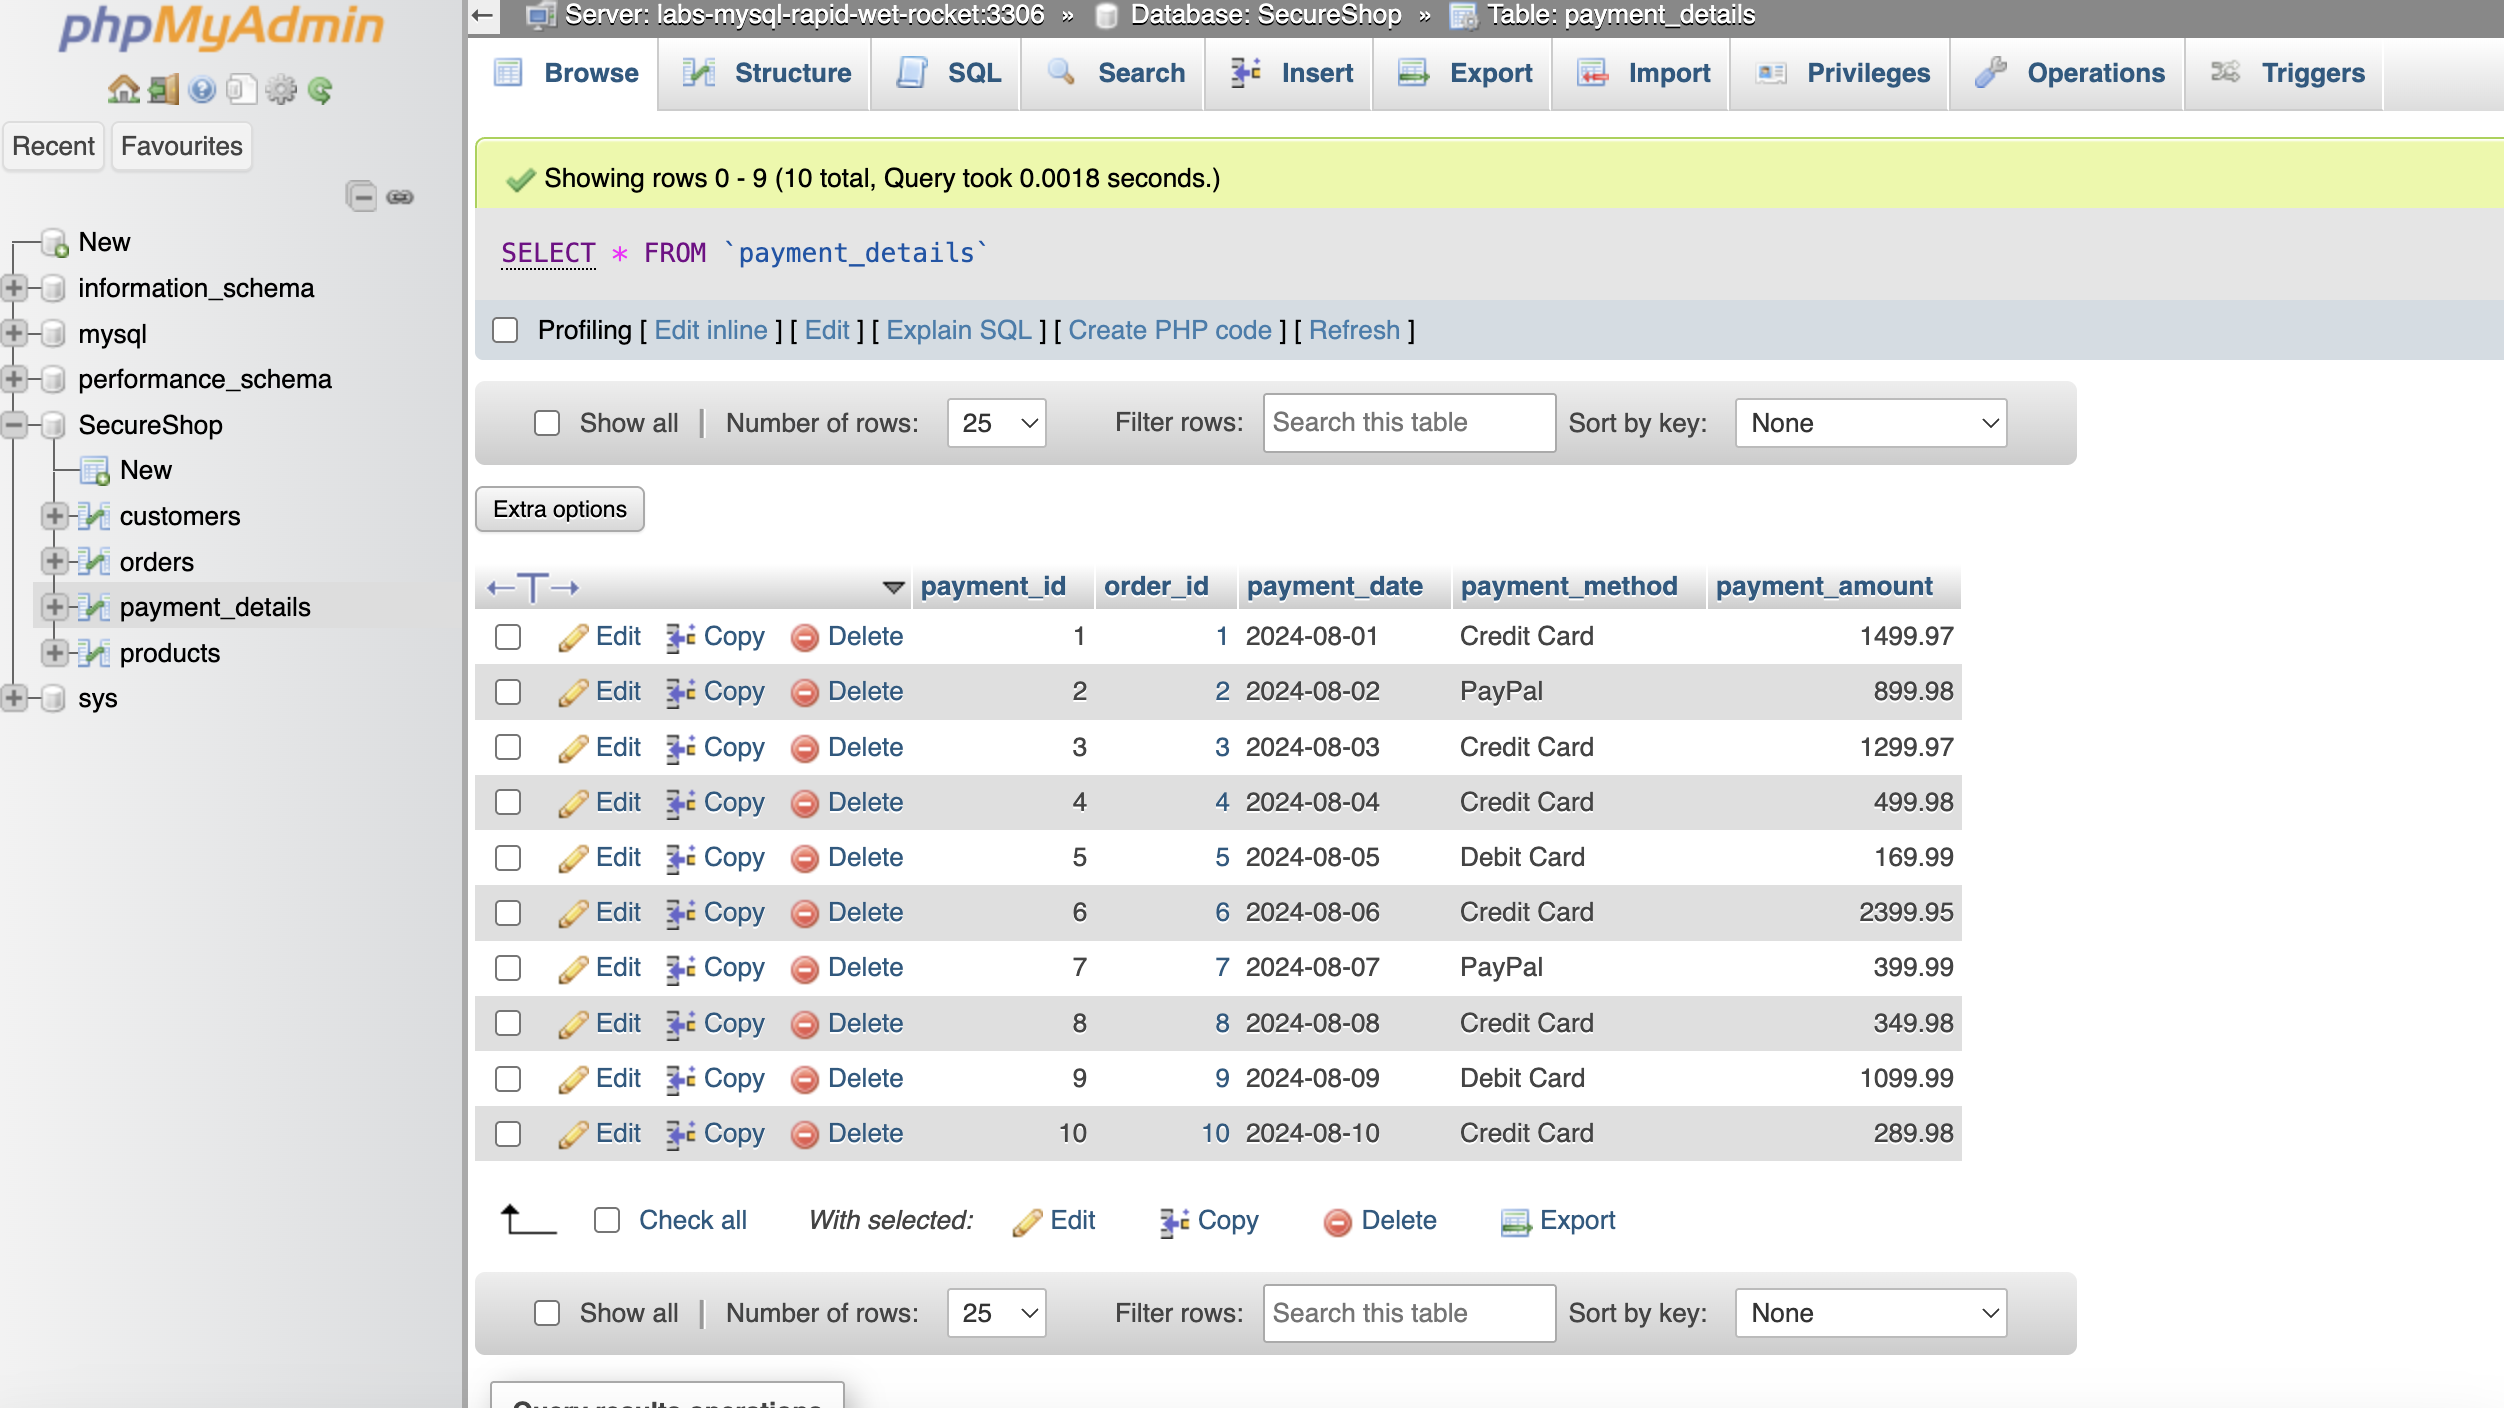 phpMyAdmin
Recent Favourites
New
information_schema
mysql
performance_schema
SecureShop
New
customers
orders
payment_details
products
sys
Server: labs-mysql-rapid-wet-rocket:3306 » Database: SecureShop » Table: payment_details
Browse Structure SQL Search Insert Export Import Privileges Operations Triggers
Showing rows 0 - 9 (10 total, Query took 0.0018 seconds.)
SELECT * FROM `payment_details`
Profiling [ Edit inline ] [ Edit ] [ Explain SQL ] [ Create PHP code ] [ Refresh ]
Show all | Number of rows: 25 Filter rows: Search this table Sort by key: None
Extra options
←T→ payment_id order_id payment_date payment_method payment_amount
Edit Copy Delete 1 1 2024-08-01 Credit Card 1499.97
Edit Copy Delete 2 2 2024-08-02 PayPal 899.98
Edit Copy Delete 3 3 2024-08-03 Credit Card 1299.97
Edit Copy Delete 4 4 2024-08-04 Credit Card 499.98
Edit Copy Delete 5 5 2024-08-05 Debit Card 169.99
Edit Copy Delete 6 6 2024-08-06 Credit Card 2399.95
Edit Copy Delete 7 7 2024-08-07 PayPal 399.99
Edit Copy Delete 8 8 2024-08-08 Credit Card 349.98
Edit Copy Delete 9 9 2024-08-09 Debit Card 1099.99
Edit Copy Delete 10 10 2024-08-10 Credit Card 289.98
Check all With selected: Edit Copy Delete Export
Show all | Number of rows: 25 Filter rows: Search this table Sort by key: None
Query results operations